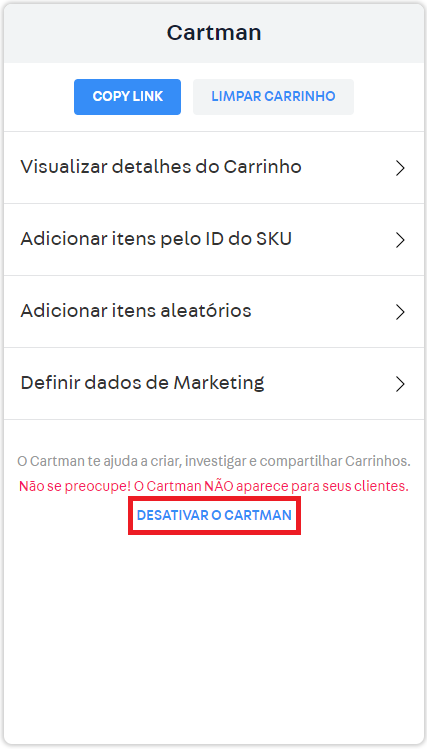 Cartman
COPY LINK
LIMPAR CARRINHO
Visualizar detalhes do Carrinho
Adicionar itens pelo ID do SKU
Adicionar itens aleatórios
Definir dados de Marketing
O Cartman te ajuda a criar, investigar e compartilhar Carrinhos.
Não se preocupe! O Cartman NÃO aparece para seus clientes.
DESATIVAR O CARTMAN